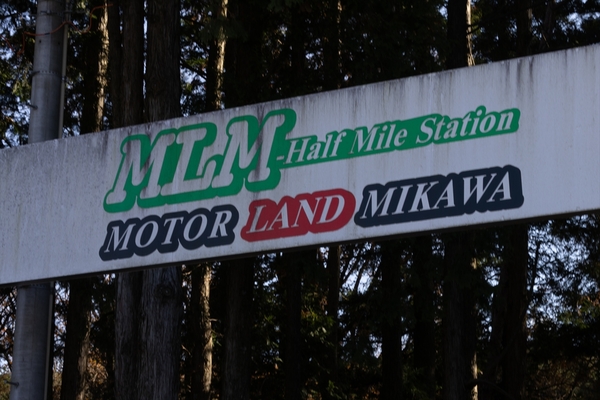 MLM-Half Mile Station
MOTOR LAND MIKAWA